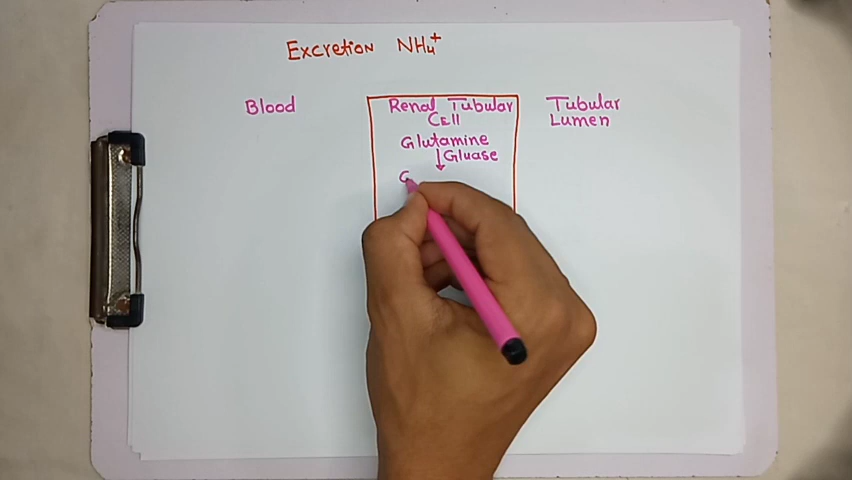 Excretion NH4+
Blood
Renal Tubular
Cell
Tubular
Lumen
Glutamine
↓Gluase
G